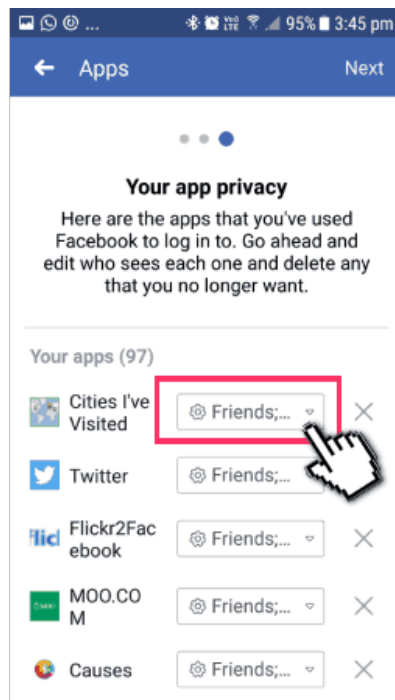 95% 3:45 pm
Apps Next
Your app privacy
Here are the apps that you've used
Facebook to log in to. Go ahead and
edit who sees each one and delete any
that you no longer want.
Your apps (97)
Cities I've
Visited
Friends;...
Twitter
Friends;...
Flickr2Fac
ebook
Friends;...
MOO.CO
M
Friends;...
Causes
Friends;...